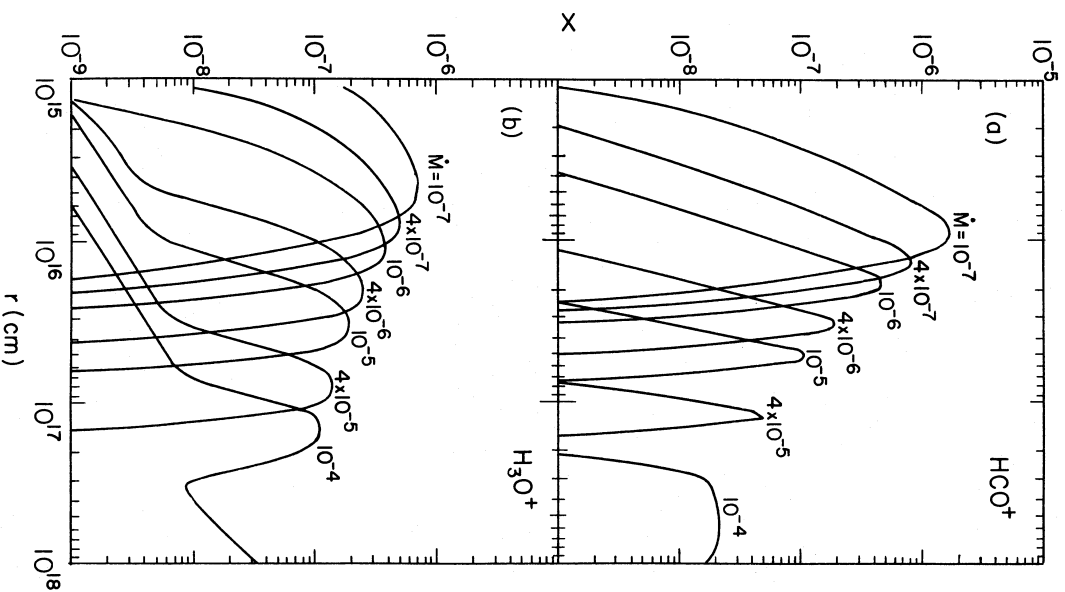 X
10⁻⁵
10⁻⁶
10⁻⁷
10⁻⁸
(a)
HCO⁺
Ṁ=10⁻⁷
4x10⁻⁷
10⁻⁶
4x10⁻⁶
10⁻⁵
4x10⁻⁵
10⁻⁴
10⁻⁶
10⁻⁷
10⁻⁸
10⁻⁹
(b)
H₃O⁺
Ṁ=10⁻⁷
4x10⁻⁷
10⁻⁶
4x10⁻⁶
10⁻⁵
4x10⁻⁵
10⁻⁴
10¹⁵
10¹⁶
10¹⁷
10¹⁸
r (cm)